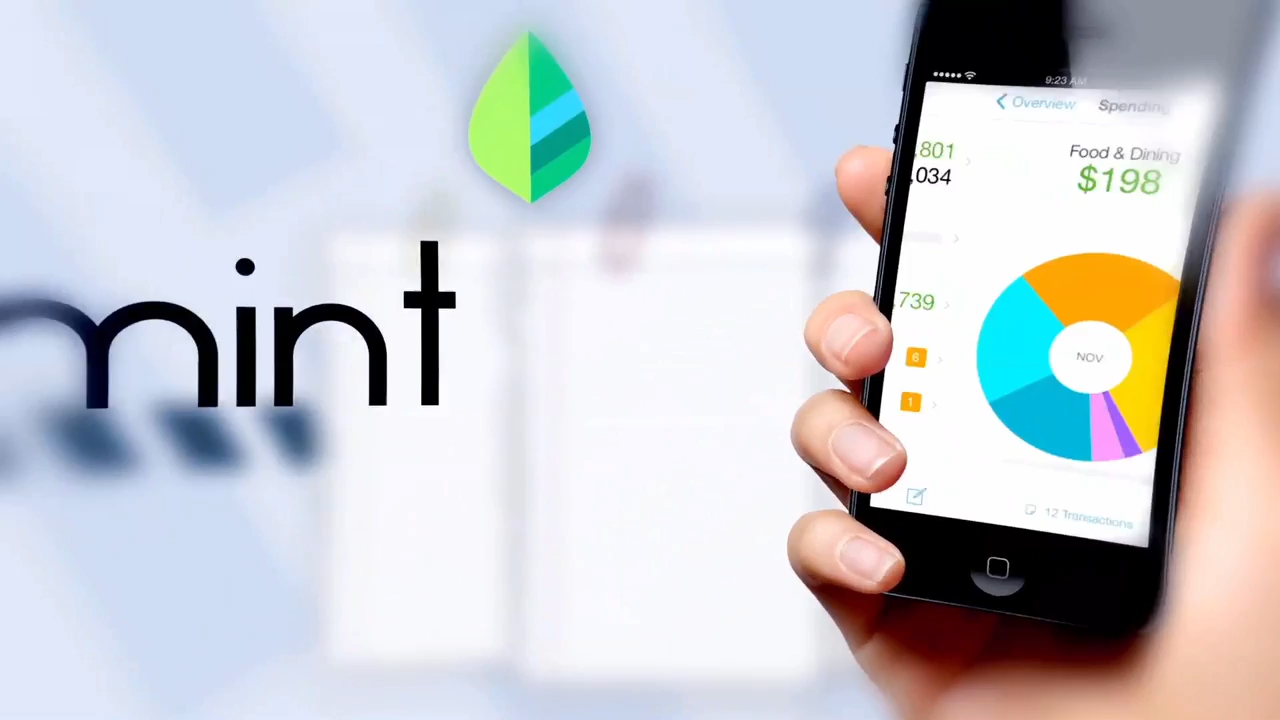 mint
9:23 AM
Overview Spending
,801
,034
Food & Dining
$198
,739
6
1
NOV
12 Transactions